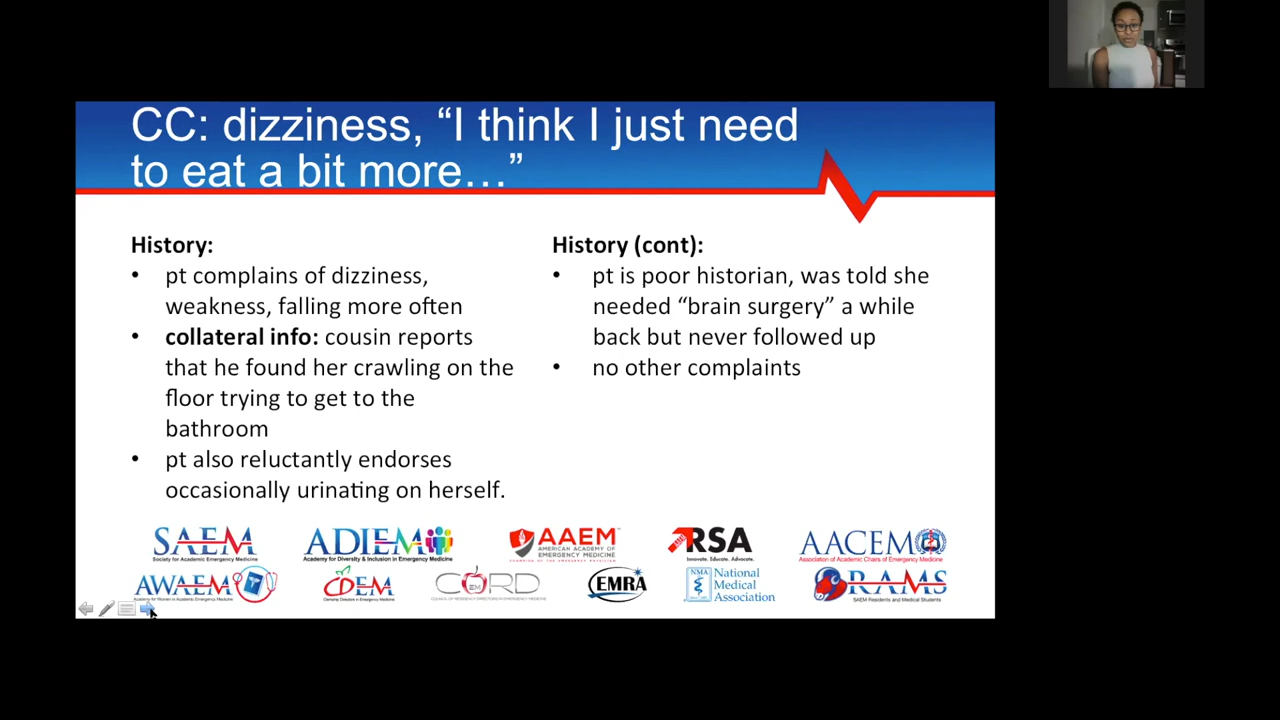 CC: dizziness, “I think I just need
to eat a bit more…”
History:
• pt complains of dizziness,
weakness, falling more often
• collateral info: cousin reports
that he found her crawling on the
floor trying to get to the
bathroom
• pt also reluctantly endorses
occasionally urinating on herself.
History (cont):
• pt is poor historian, was told she
needed “brain surgery” a while
back but never followed up
• no other complaints
SAEM
Society for Academic Emergency Medicine
ADIEM
Academy for Diversity & Inclusion in Emergency Medicine
AAEM
AMERICAN ACADEMY OF
EMERGENCY MEDICINE
RSA
Innovate. Educate. Advocate.
AACEM
Association of Academic Chairs of Emergency Medicine
AWAEM
Academy for Women in Academic Emergency Medicine
CDEM
Clerkship Directors in Emergency Medicine
CORD
COUNCIL OF RESIDENCY DIRECTORS IN EMERGENCY MEDICINE
EMRA
NMA
National
Medical
Association
RAMS
SAEM Residents and Medical Students